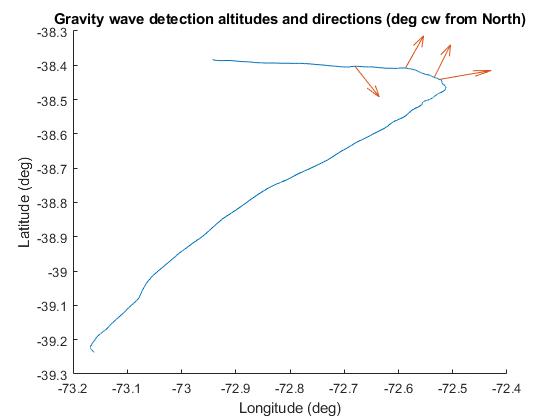 Gravity wave detection altitudes and directions (deg cw from North)
-38.3
-38.4
-38.5
-38.6
-38.7
-38.8
-38.9
-39
-39.1
-39.2
-39.3
Latitude (deg)
-73.2 -73.1 -73 -72.9 -72.8 -72.7 -72.6 -72.5 -72.4
Longitude (deg)